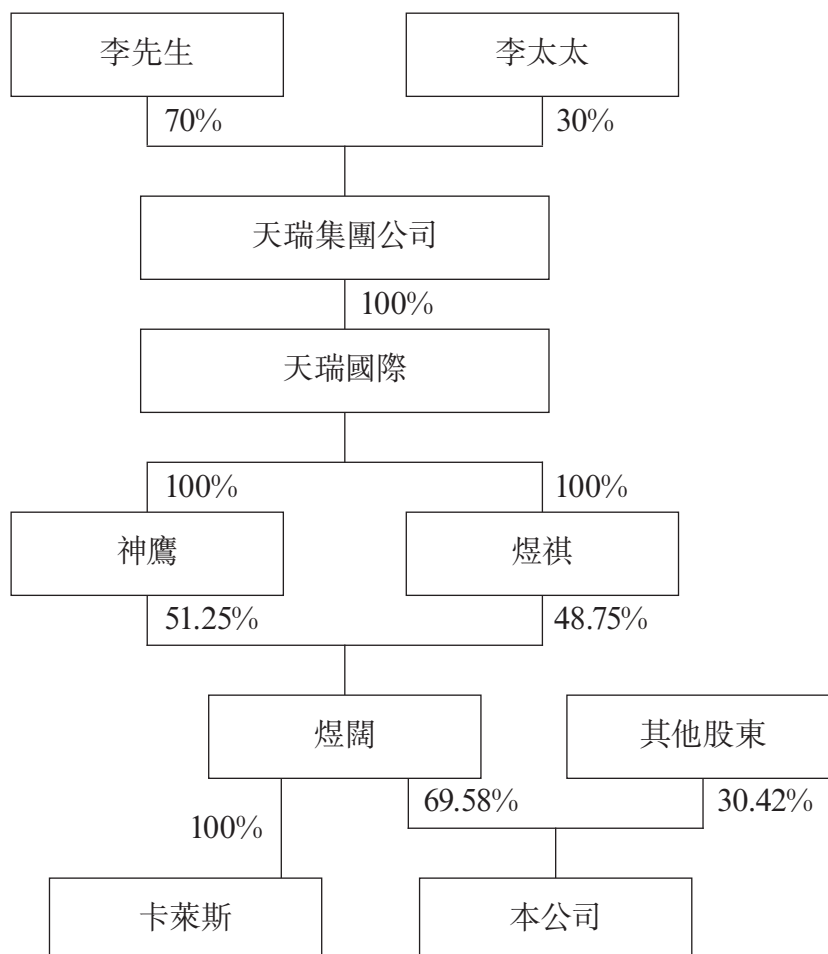 李先生
李太太
70%
30%
天瑞集團公司
100%
天瑞國際
100%
100%
神鷹
煜祺
51.25%
48.75%
煜闊
其他股東
69.58%
30.42%
100%
卡萊斯
本公司